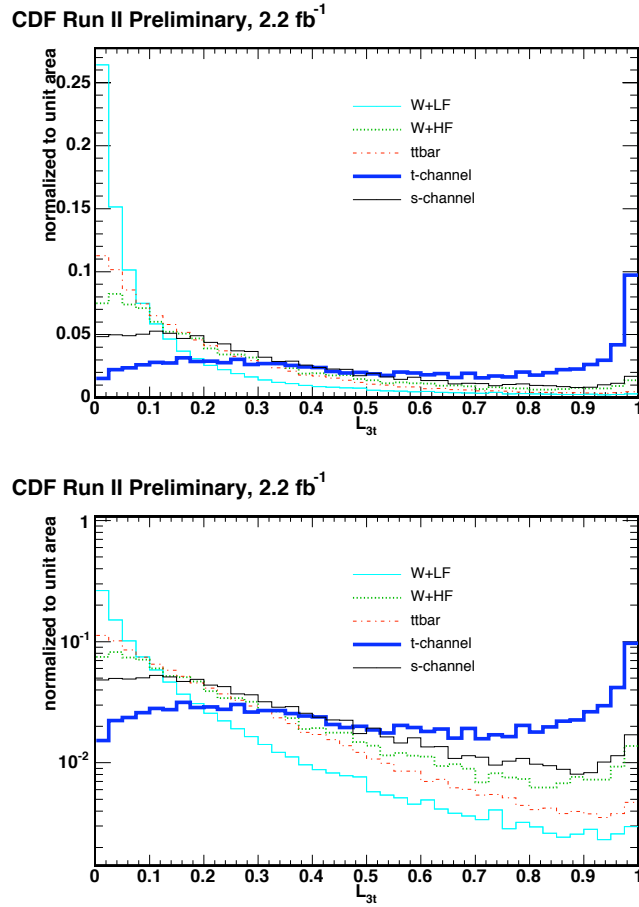 CDF Run II Preliminary, 2.2 fb⁻¹
normalized to unit area
0.25
0.2
0.15
0.1
0.05
0
W+LF
W+HF
ttbar
t-channel
s-channel
0 0.1 0.2 0.3 0.4 0.5 0.6 0.7 0.8 0.9 1
L₃ₜ
CDF Run II Preliminary, 2.2 fb⁻¹
normalized to unit area
1
10⁻¹
10⁻²
W+LF
W+HF
ttbar
t-channel
s-channel
0 0.1 0.2 0.3 0.4 0.5 0.6 0.7 0.8 0.9 1
L₃ₜ